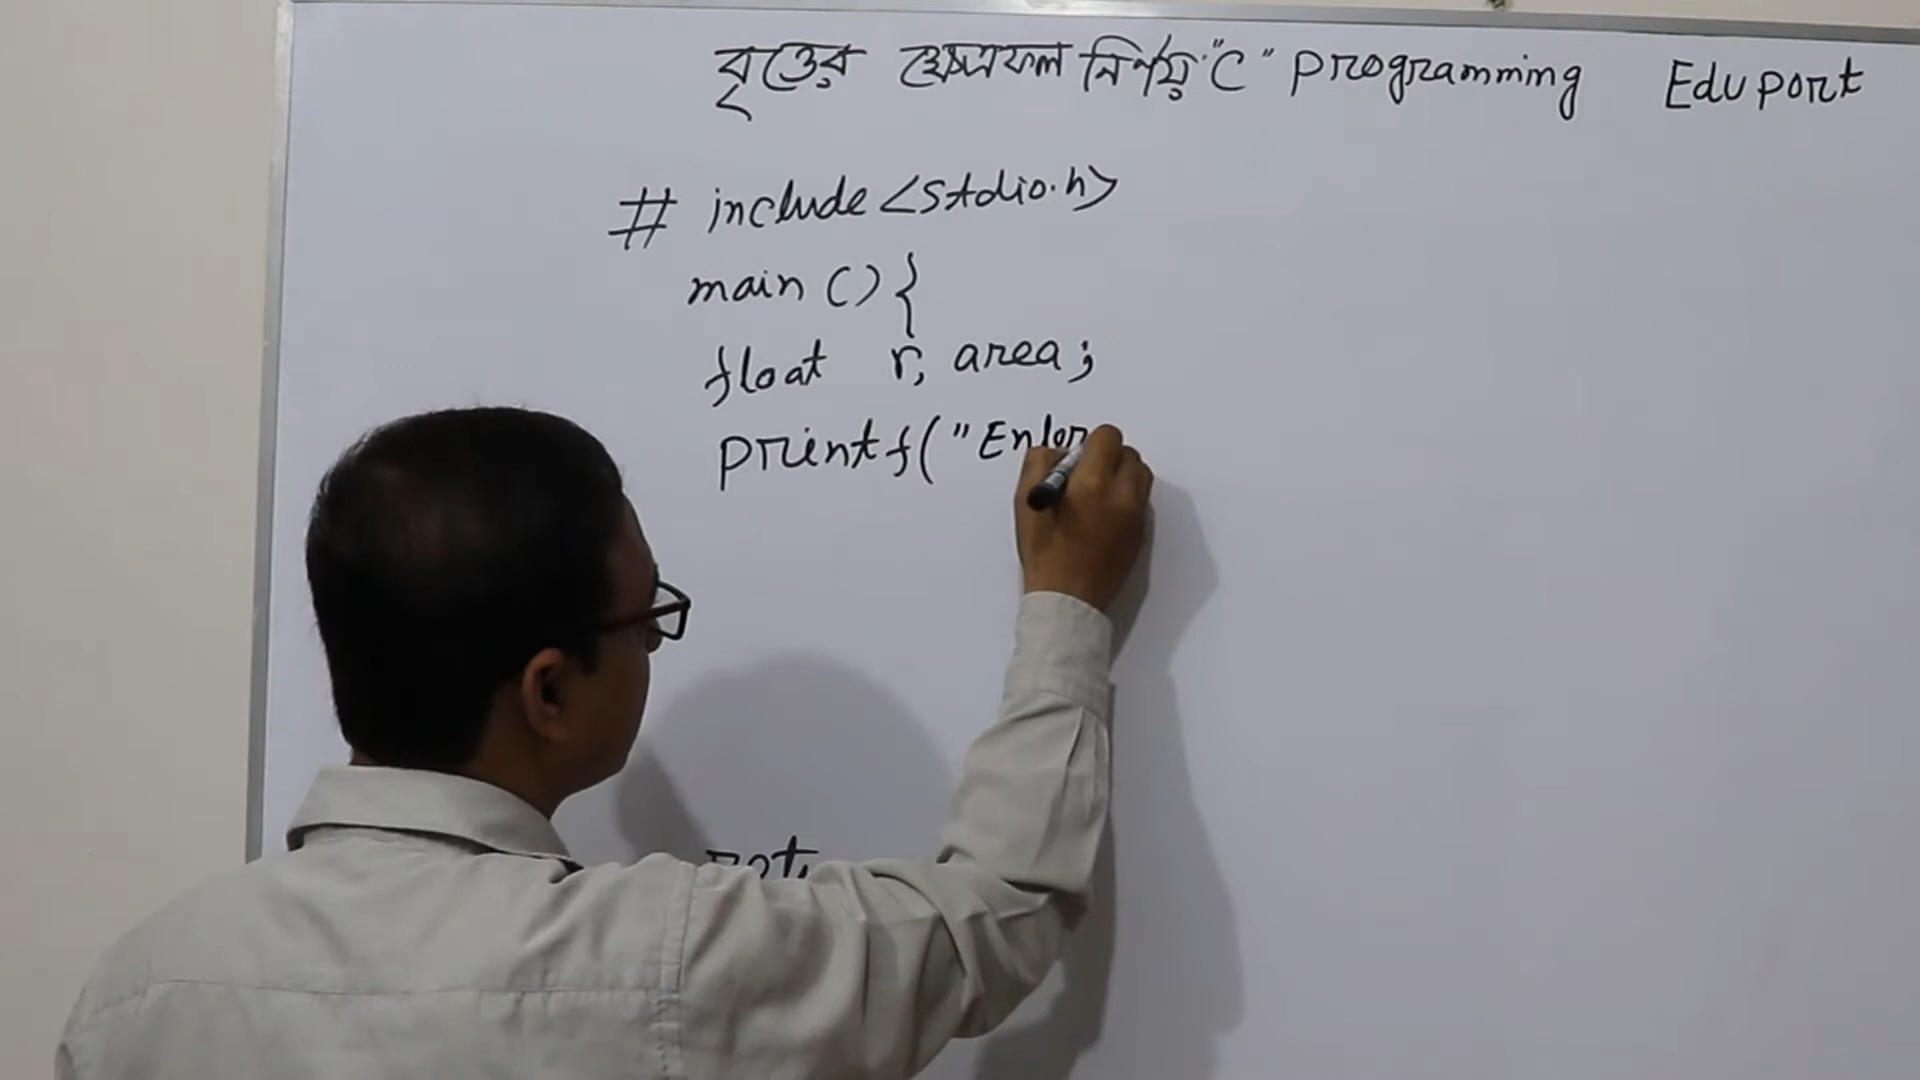 বৃত্তের ক্ষেত্রফল নির্ণয় "C" programming Eduport
# include <stdio.h>
main () {
float r, area;
printf ("Enter